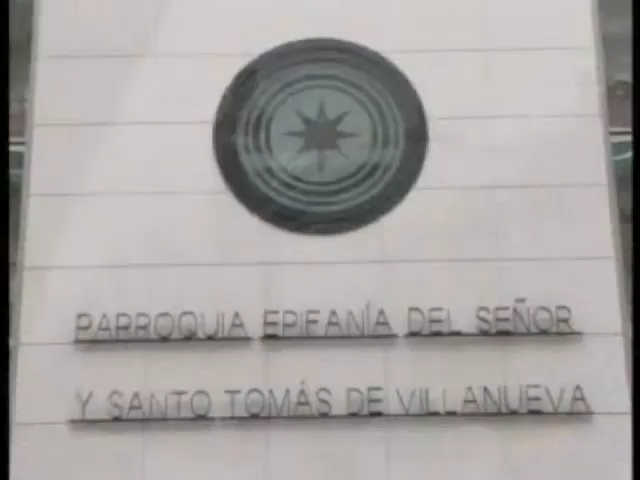 PARROQUIA EPIFANÍA DEL SEÑOR
Y SANTO TOMÁS DE VILLANUEVA